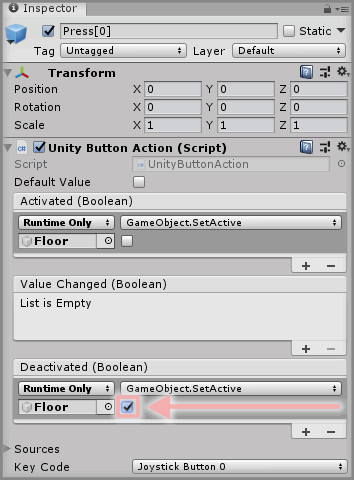 Inspector
Press[0] Static
Tag Untagged Layer Default
Transform
Position X 0 Y 0 Z 0
Rotation X 0 Y 0 Z 0
Scale X 1 Y 1 Z 1
Unity Button Action (Script)
Script UnityButtonAction
Default Value
Activated (Boolean)
Runtime Only GameObject.SetActive
Floor
+ −
Value Changed (Boolean)
List is Empty
+ −
Deactivated (Boolean)
Runtime Only GameObject.SetActive
Floor
+ −
Sources
Key Code Joystick Button 0